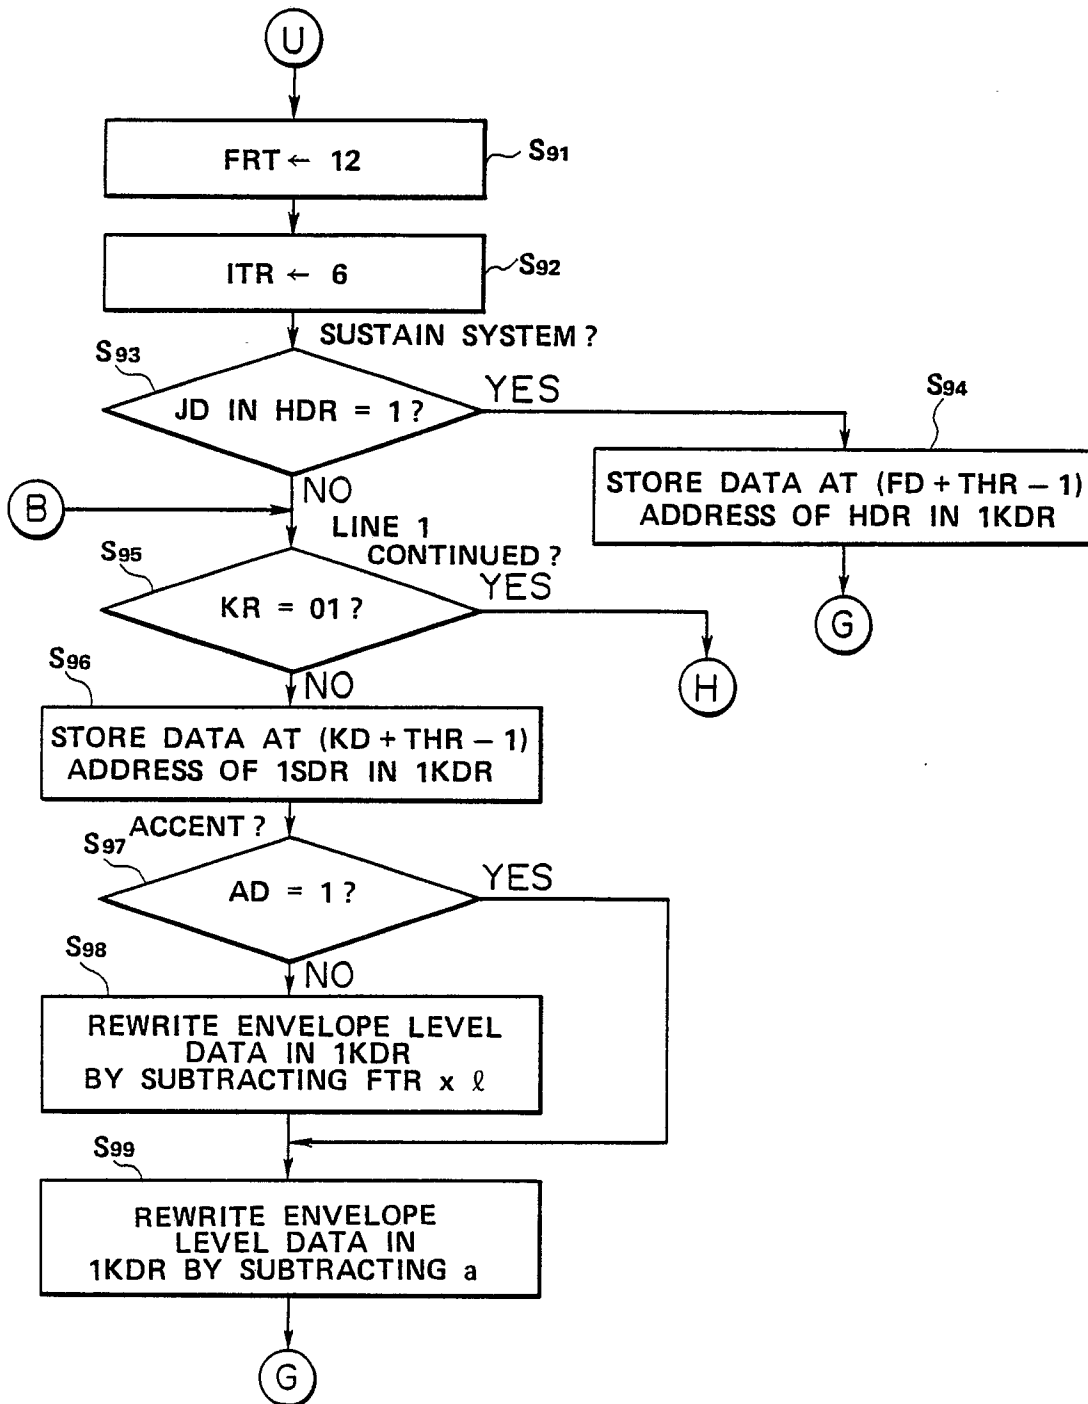 U
FRT ← 12
S91
ITR ← 6
S92
SUSTAIN SYSTEM ?
S93
JD IN HDR = 1 ?
YES
S94
STORE DATA AT (FD + THR − 1)
ADDRESS OF HDR IN 1KDR
G
NO
B
LINE 1
CONTINUED ?
S95
KR = 01 ?
YES
H
S96
NO
STORE DATA AT (KD + THR − 1)
ADDRESS OF 1SDR IN 1KDR
ACCENT ?
S97
AD = 1 ?
YES
S98
NO
REWRITE ENVELOPE LEVEL
DATA IN 1KDR
BY SUBTRACTING FTR x ℓ
S99
REWRITE ENVELOPE
LEVEL DATA IN
1KDR BY SUBTRACTING a
G